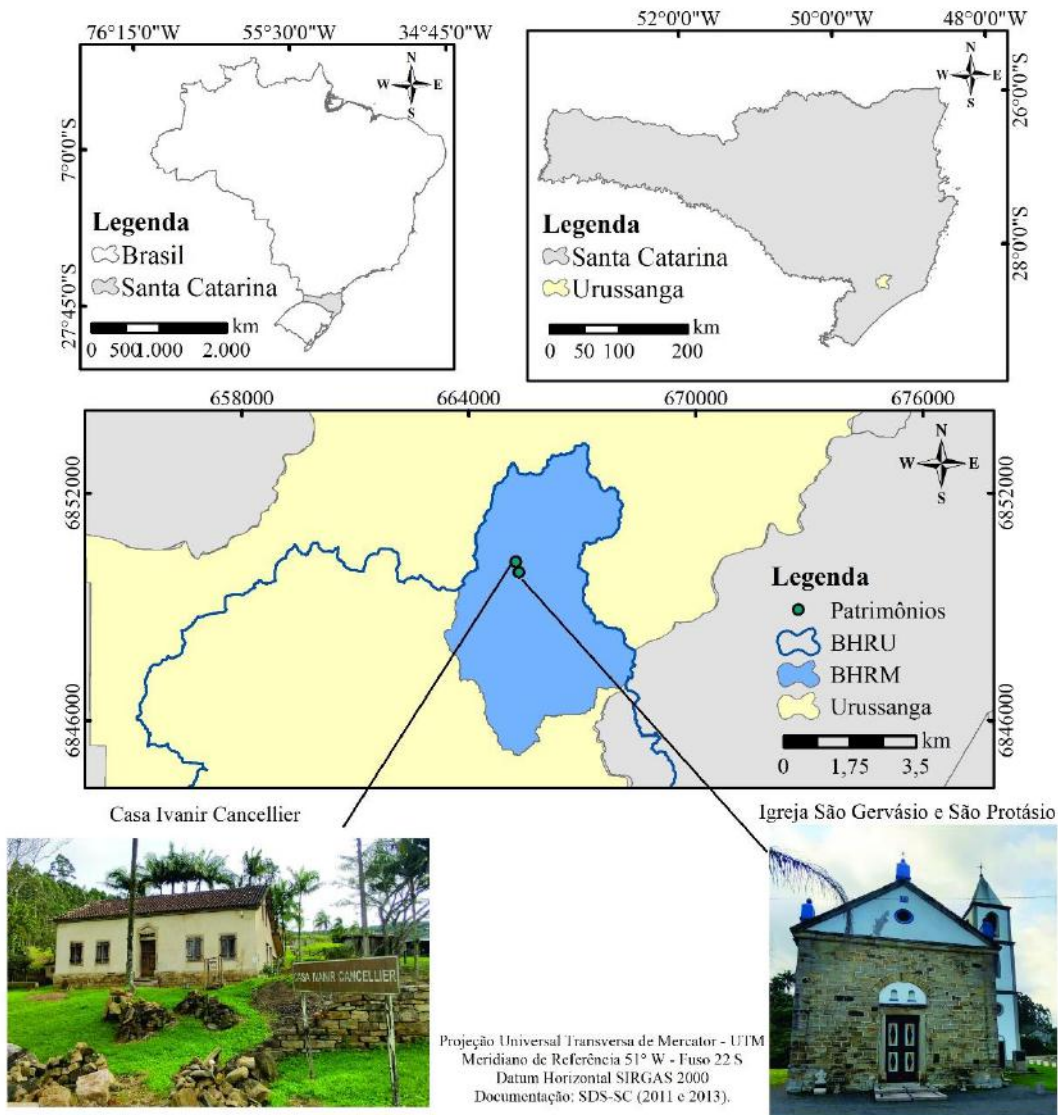 76°15'0"W 55°30'0"W 34°45'0"W
7°0'0"S
27°45'0"S
N
W E
S
Legenda
Brasil
Santa Catarina
km
0 500 1.000 2.000
52°0'0"W 50°0'0"W 48°0'0"W
26°0'0"S
28°0'0"S
N
W E
S
Legenda
Santa Catarina
Urussanga
km
0 50 100 200
658000 664000 670000 676000
6852000
6846000
6852000
6846000
N
W E
S
Legenda
Patrimônios
BHRU
BHRM
Urussanga
km
0 1,75 3,5
Casa Ivanir Cancellier
Igreja São Gervásio e São Protásio
CASA IVANIR CANCELLIER
Projeção Universal Transversa de Mercator - UTM
Meridiano de Referência 51° W - Fuso 22 S
Datum Horizontal SIRGAS 2000
Documentação: SDS-SC (2011 e 2013).